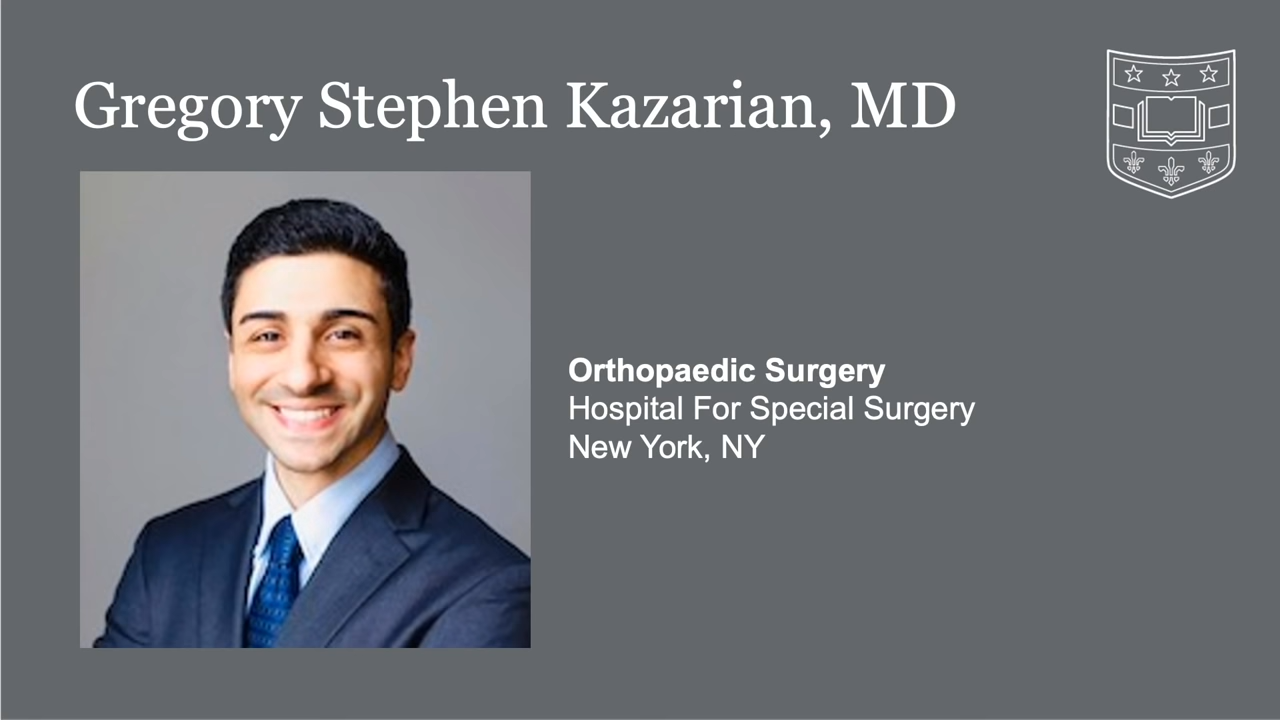 Gregory Stephen Kazarian, MD
Orthopaedic Surgery
Hospital For Special Surgery
New York, NY